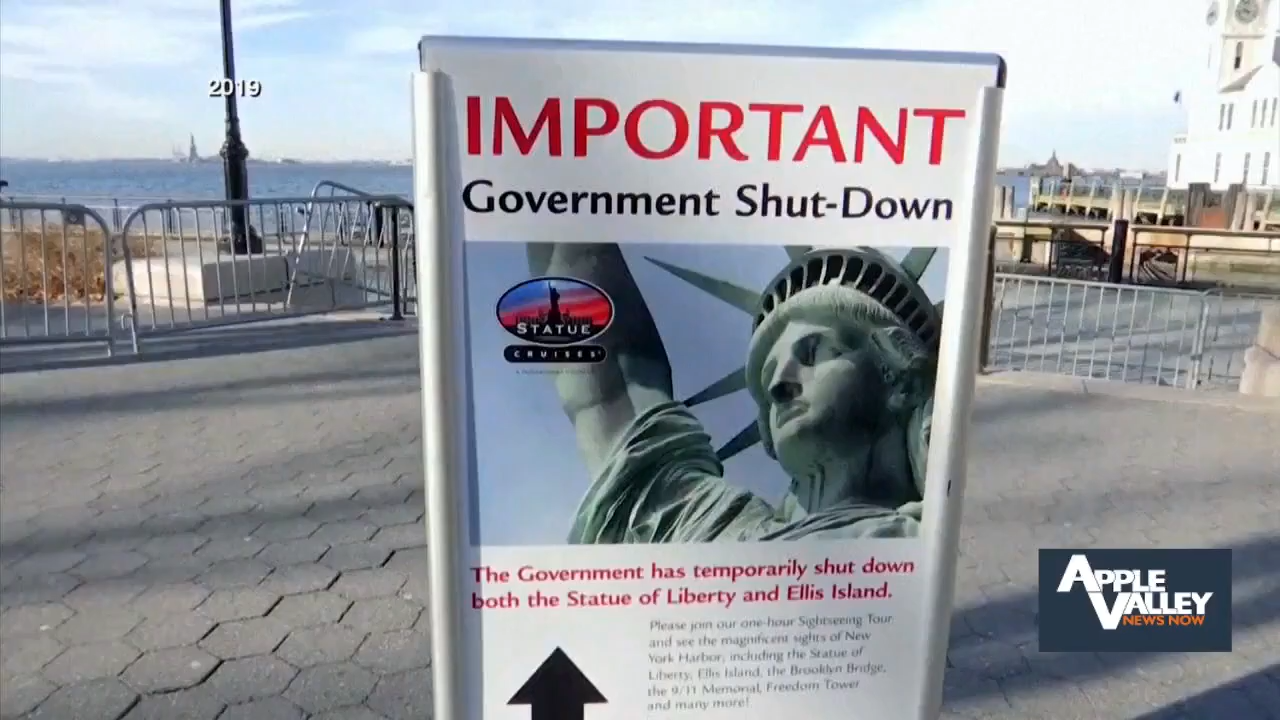 2019
IMPORTANT
Government Shut-Down
STATUE
CRUISES
The Government has temporarily shut down
both the Statue of Liberty and Ellis Island.
Please join our one-hour Sightseeing Tour
and see the magnificent sights of New
York Harbor, including the Statue of
Liberty, Ellis Island, the Brooklyn Bridge,
the 9/11 Memorial, Freedom Tower
and many more!
APPLE
VALLEY
NEWS NOW